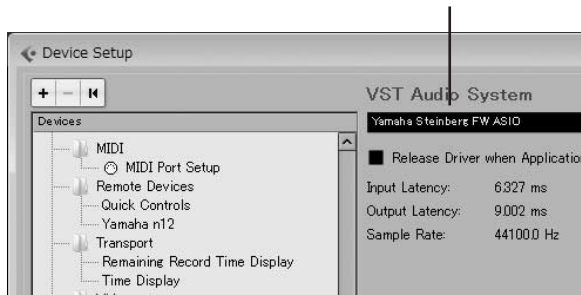 Device Setup
Devices
MIDI
MIDI Port Setup
Remote Devices
Quick Controls
Yamaha n12
Transport
Remaining Record Time Display
Time Display
VST Audio System
Yamaha Steinberg FW ASIO
Release Driver when
Input Latency: 6.327 ms
Output Latency: 9.002 ms
Sample Rate: 44100.0 Hz